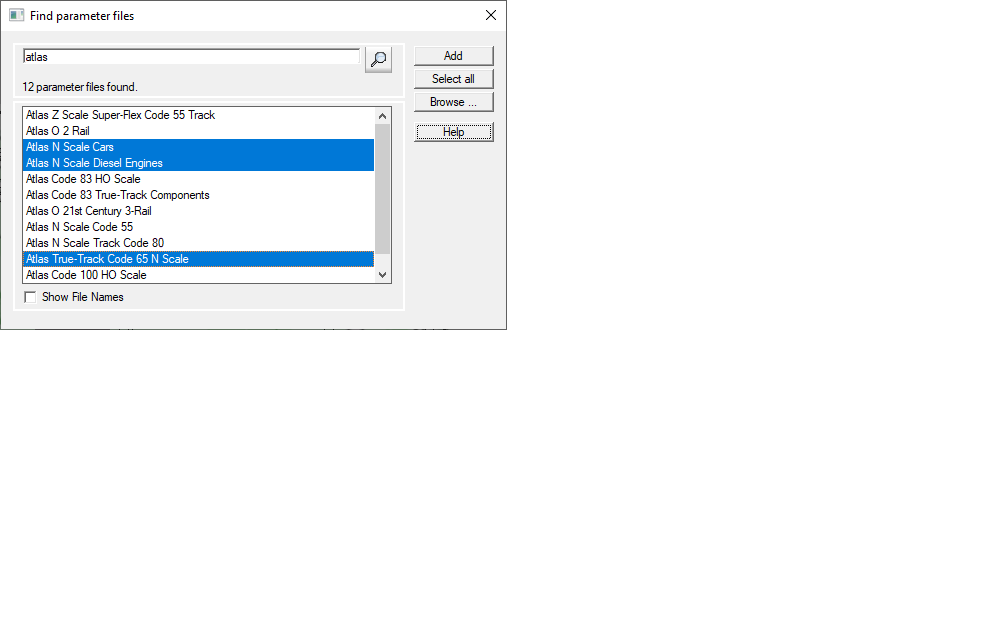 Find parameter files
atlas
12 parameter files found.
Atlas Z Scale Super-Flex Code 55 Track
Atlas O 2 Rail
Atlas N Scale Cars
Atlas N Scale Diesel Engines
Atlas Code 83 HO Scale
Atlas Code 83 True-Track Components
Atlas O 21st Century 3-Rail
Atlas N Scale Code 55
Atlas N Scale Track Code 80
Atlas True-Track Code 65 N Scale
Atlas Code 100 HO Scale
Show File Names
Add
Select all
Browse ...
Help